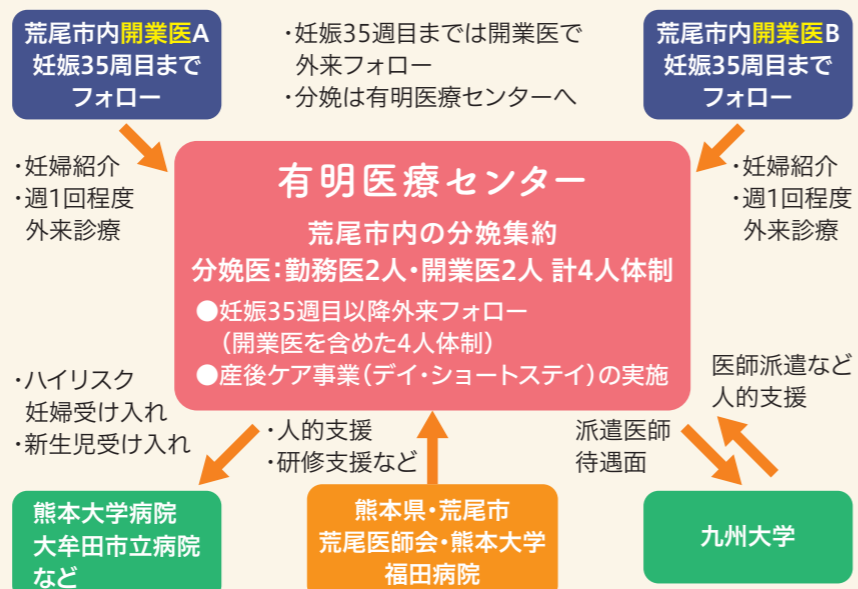 荒尾市内開業医A
妊娠35周目まで
フォロー
・妊娠35週目までは開業医で
外来フォロー
・分娩は有明医療センターへ
荒尾市内開業医B
妊娠35周目まで
フォロー
・妊婦紹介
・週1回程度
外来診療
有明医療センター
荒尾市内の分娩集約
分娩医：勤務医2人・開業医2人 計4人体制
●妊娠35週目以降外来フォロー
（開業医を含めた4人体制）
●産後ケア事業（デイ・ショートステイ）の実施
・妊婦紹介
・週1回程度
外来診療
・ハイリスク
妊婦受け入れ
・新生児受け入れ
・人的支援
・研修支援など
派遣医師
待遇面
医師派遣など
人的支援
熊本大学病院
大牟田市立病院
など
熊本県・荒尾市
荒尾医師会・熊本大学
福田病院
九州大学